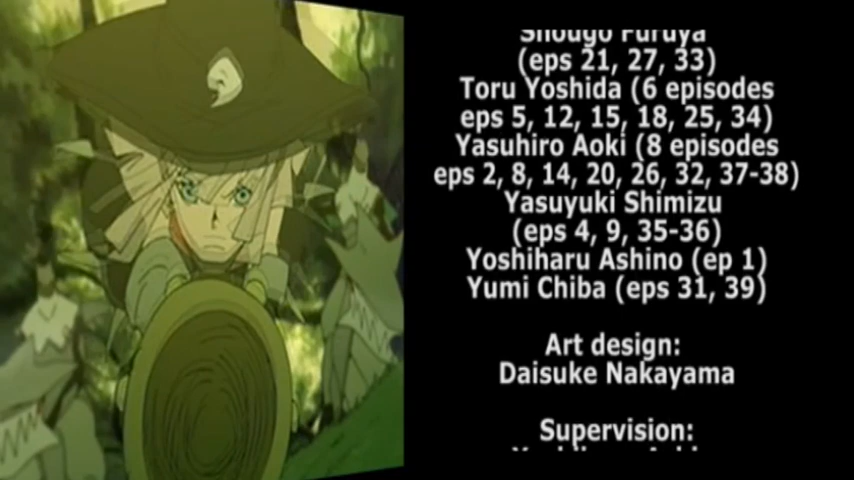 Shougo Furuya
(eps 21, 27, 33)
Toru Yoshida (6 episodes
eps 5, 12, 15, 18, 25, 34)
Yasuhiro Aoki (8 episodes
eps 2, 8, 14, 20, 26, 32, 37-38)
Yasuyuki Shimizu
(eps 4, 9, 35-36)
Yoshiharu Ashino (ep 1)
Yumi Chiba (eps 31, 39)
Art design:
Daisuke Nakayama
Supervision: